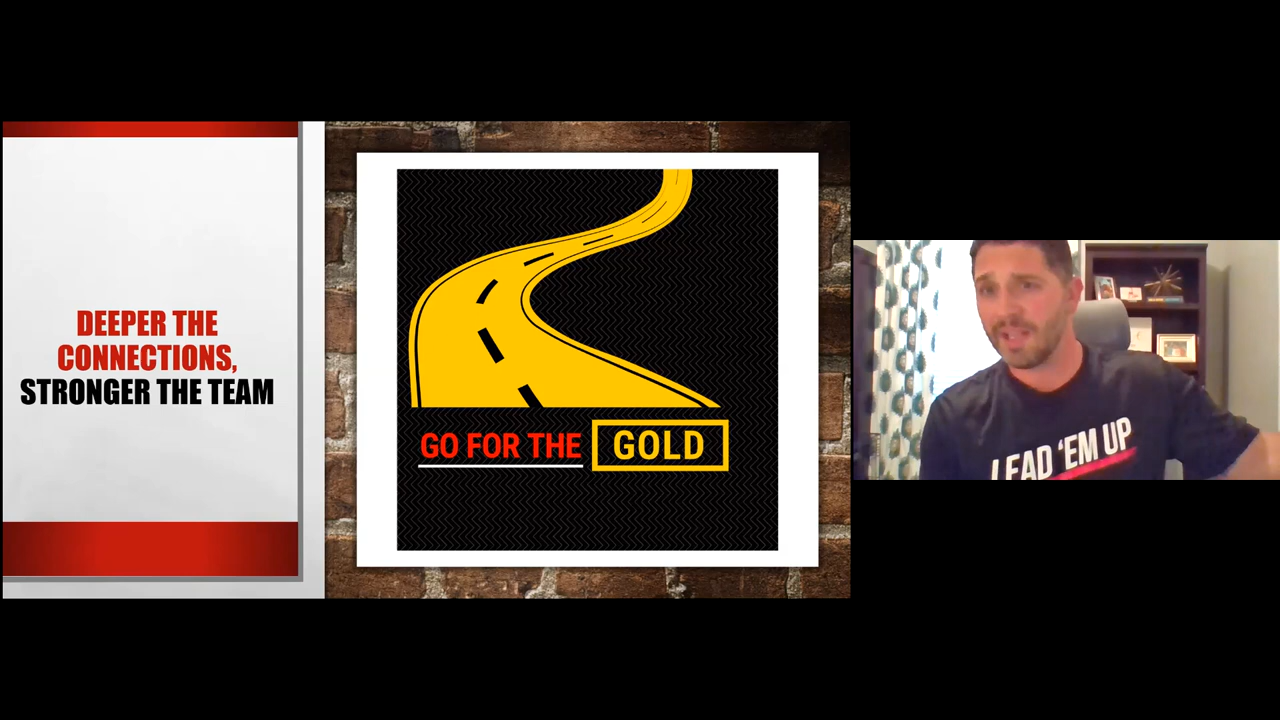 DEEPER THE
CONNECTIONS,
STRONGER THE TEAM
GO FOR THE GOLD
LEAD 'EM UP